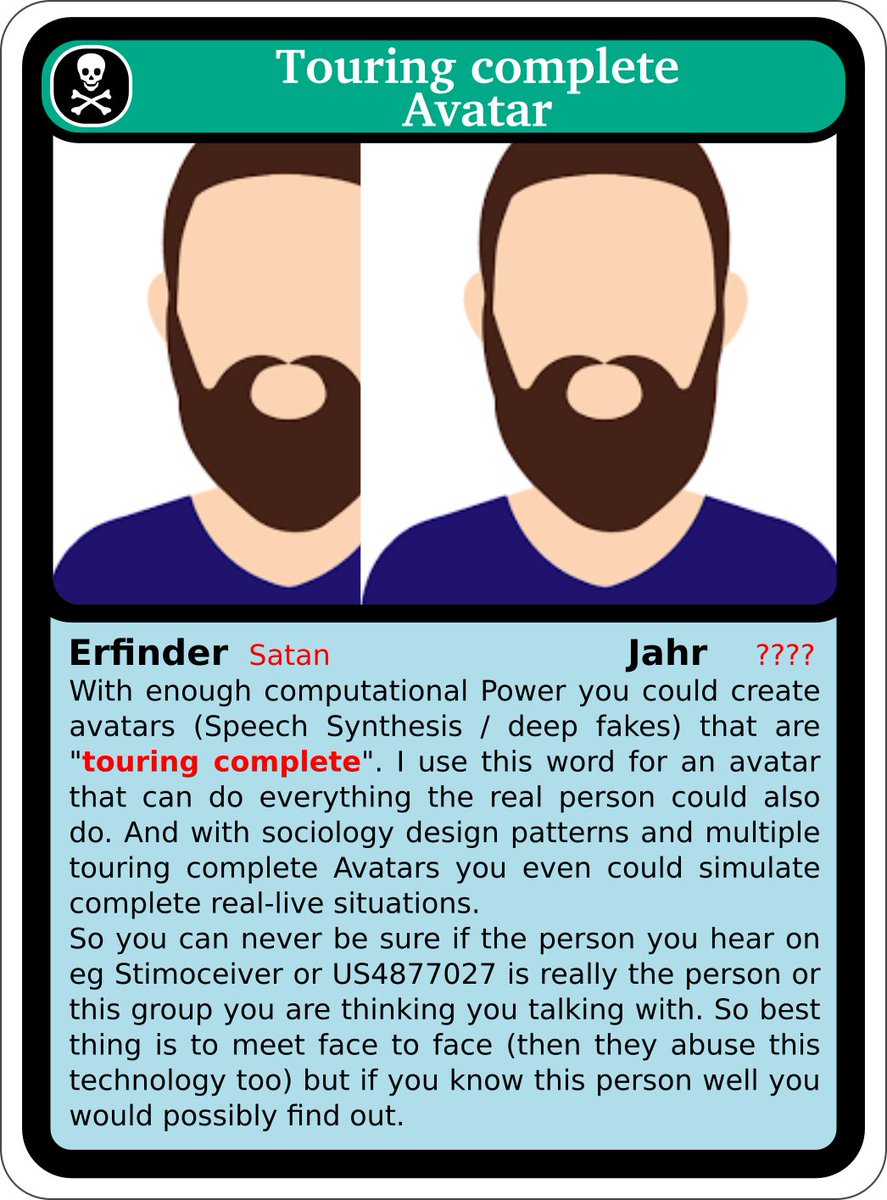 Touring complete
Avatar
Erfinder Satan Jahr ????
With enough computational Power you could create
avatars (Speech Synthesis / deep fakes) that are
"touring complete". I use this word for an avatar
that can do everything the real person could also
do. And with sociology design patterns and multiple
touring complete Avatars you even could simulate
complete real-live situations.
So you can never be sure if the person you hear on
eg Stimoceiver or US4877027 is really the person or
this group you are thinking you talking with. So best
thing is to meet face to face (then they abuse this
technology too) but if you know this person well you
would possibly find out.